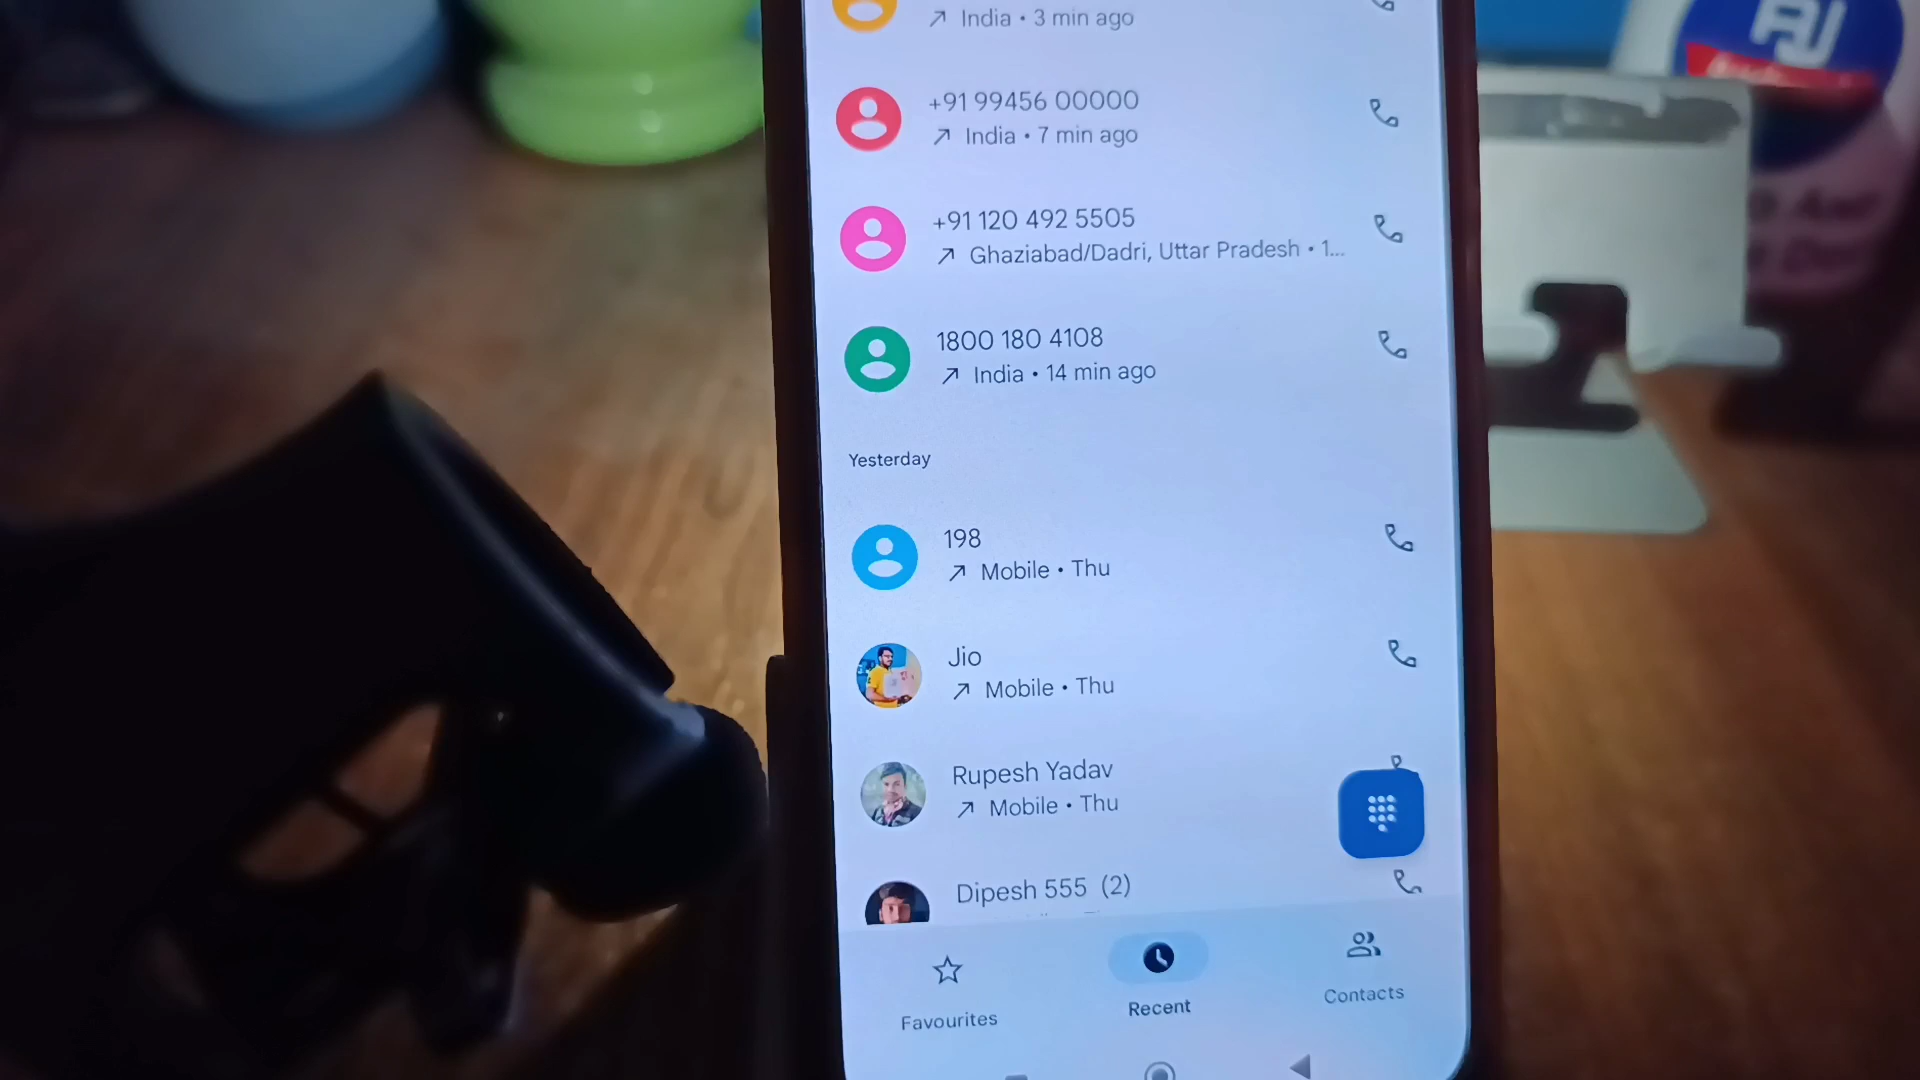 India • 3 min ago
+91 99456 00000
India • 7 min ago
+91 120 492 5505
Ghaziabad/Dadri, Uttar Pradesh • 1...
1800 180 4108
India • 14 min ago
Yesterday
198
Mobile • Thu
Jio
Mobile • Thu
Rupesh Yadav
Mobile • Thu
Dipesh 555 (2)
Favourites
Recent
Contacts